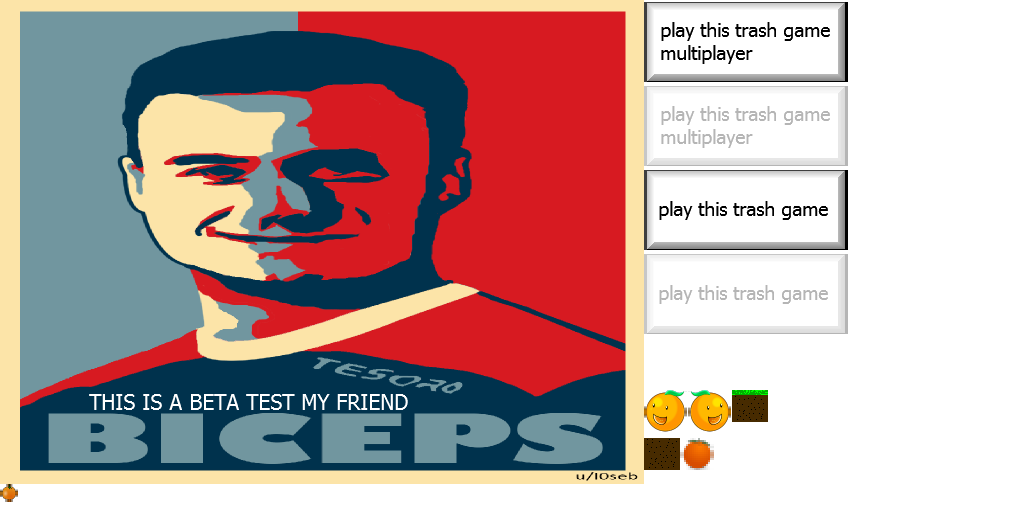 play this trash game
multiplayer
play this trash game
multiplayer
play this trash game
play this trash game
TESORO
THIS IS A BETA TEST MY FRIEND
BICEPS
u/I0seb